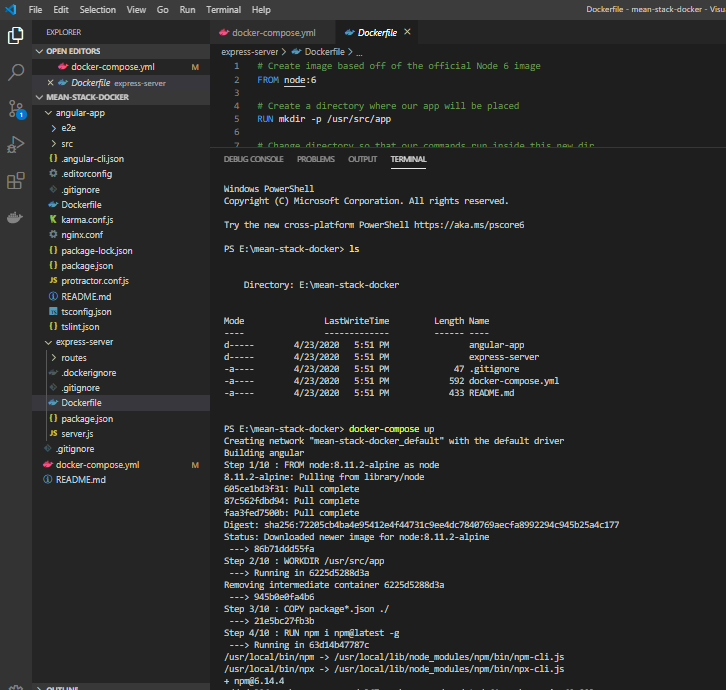 File Edit Selection View Go Run Terminal Help
Dockerfile - mean-stack-docker - Visu
EXPLORER
OPEN EDITORS
docker-compose.yml M
Dockerfile express-server
MEAN-STACK-DOCKER
angular-app
e2e
src
.angular-cli.json
.editorconfig
.gitignore
Dockerfile
karma.conf.js
nginx.conf
package-lock.json
package.json
protractor.conf.js
README.md
tsconfig.json
tslint.json
express-server
routes
.dockerignore
.gitignore
Dockerfile
package.json
server.js
.gitignore
docker-compose.yml M
README.md
docker-compose.yml
Dockerfile
express-server > Dockerfile > ...
1 # Create image based off of the official Node 6 image
2 FROM node:6
3
4 # Create a directory where our app will be placed
5 RUN mkdir -p /usr/src/app
6
7 # Change directory so that our commands run inside this new dir
DEBUG CONSOLE PROBLEMS OUTPUT TERMINAL
Windows PowerShell
Copyright (C) Microsoft Corporation. All rights reserved.
Try the new cross-platform PowerShell https://aka.ms/pscore6
PS E:\mean-stack-docker> ls
Directory: E:\mean-stack-docker
Mode LastWriteTime Length Name
---- ------------- ------ ----
d----- 4/23/2020 5:51 PM angular-app
d----- 4/23/2020 5:51 PM express-server
-a---- 4/23/2020 5:51 PM 47 .gitignore
-a---- 4/23/2020 5:51 PM 592 docker-compose.yml
-a---- 4/23/2020 5:51 PM 433 README.md
PS E:\mean-stack-docker> docker-compose up
Creating network "mean-stack-docker_default" with the default driver
Building angular
Step 1/10 : FROM node:8.11.2-alpine as node
8.11.2-alpine: Pulling from library/node
605ce1bd3f31: Pull complete
87c562fdbd94: Pull complete
faa3fed7500b: Pull complete
Digest: sha256:72205cb4ba4e95412e4f44731c9ee4dc7840769aecfa8992294c945b25a4c177
Status: Downloaded newer image for node:8.11.2-alpine
---> 86b71ddd55fa
Step 2/10 : WORKDIR /usr/src/app
---> Running in 6225d5288d3a
Removing intermediate container 6225d5288d3a
---> 945b0e0fa4b6
Step 3/10 : COPY package*.json ./
---> 21e5bc27fb3b
Step 4/10 : RUN npm i npm@latest -g
---> Running in 63d14b47787c
/usr/local/bin/npm -> /usr/local/lib/node_modules/npm/bin/npm-cli.js
/usr/local/bin/npx -> /usr/local/lib/node_modules/npm/bin/npx-cli.js
+ npm@6.14.4